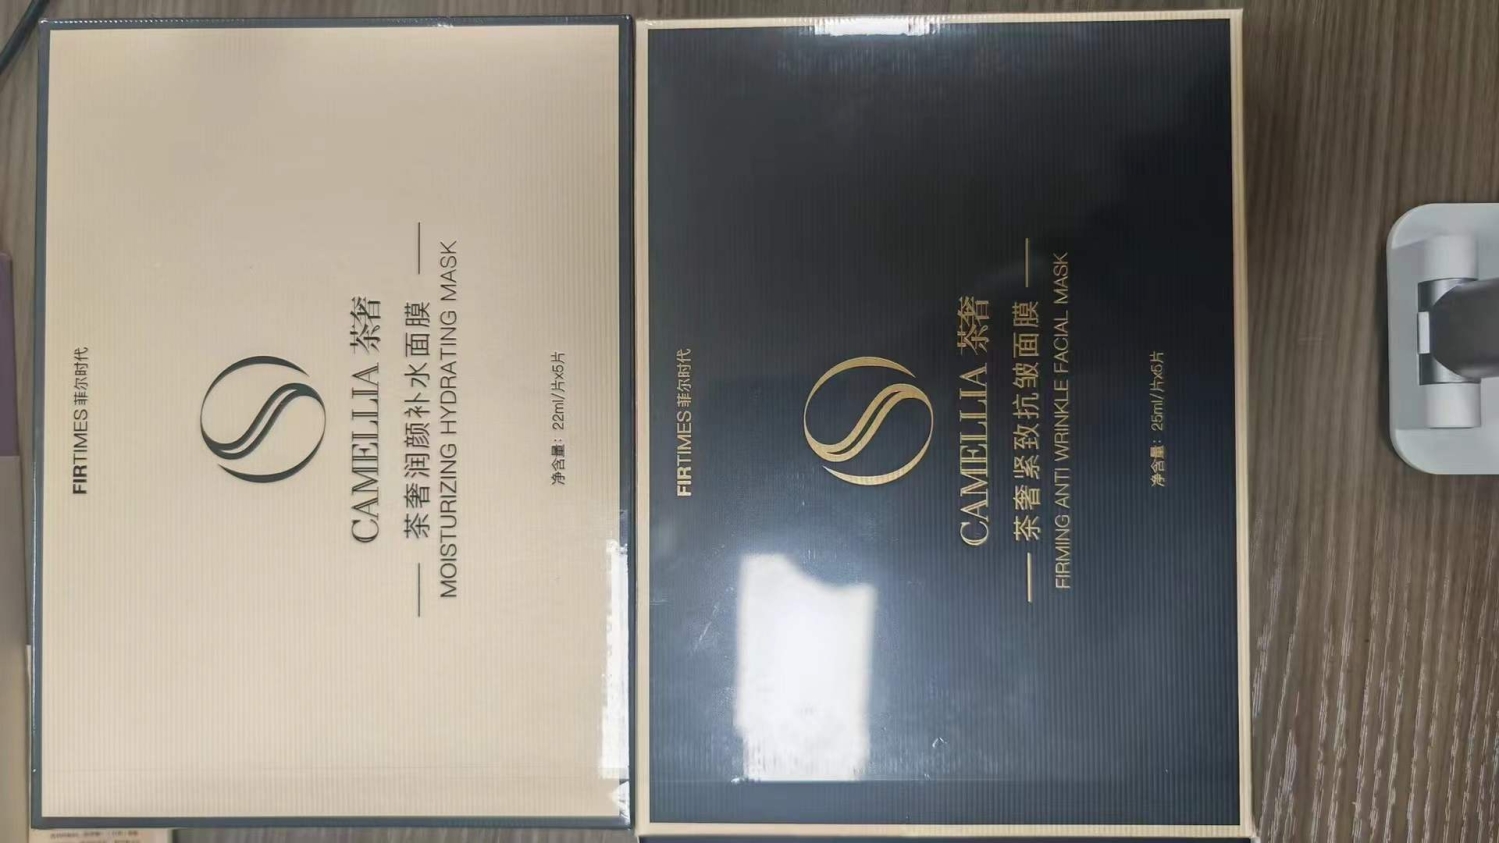 FIRTIMES 菲尔时代
CAMELLIA 茶奢
茶奢润颜补水面膜
MOISTURIZING HYDRATING MASK
净含量：22ml/片x5片
FIRTIMES 菲尔时代
CAMELLIA 茶奢
茶奢紧致抗皱面膜
FIRMING ANTI WRINKLE FACIAL MASK
净含量：25ml/片x5片